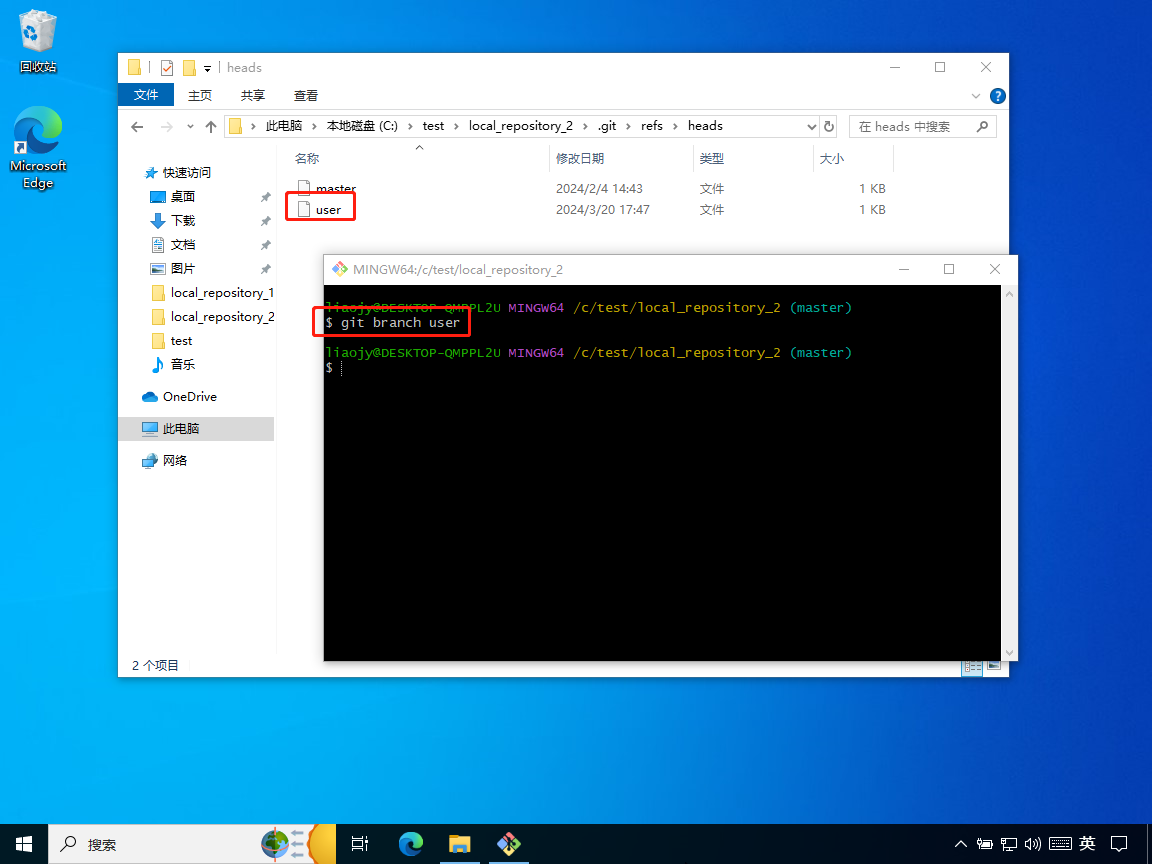 回收站
Microsoft
Edge
heads
文件 主页 共享 查看
此电脑 本地磁盘 (C:) test local_repository_2 .git refs heads
在 heads 中搜索
名称 修改日期 类型 大小
master 2024/2/4 14:43 文件 1 KB
user 2024/3/20 17:47 文件 1 KB
快速访问
桌面
下载
文档
图片
local_repository_1
local_repository_2
test
音乐
OneDrive
此电脑
网络
2 个项目
MINGW64:/c/test/local_repository_2
liaojy@DESKTOP-QMPPL2U MINGW64 /c/test/local_repository_2 (master)
$ git branch user
liaojy@DESKTOP-QMPPL2U MINGW64 /c/test/local_repository_2 (master)
$
搜索
英